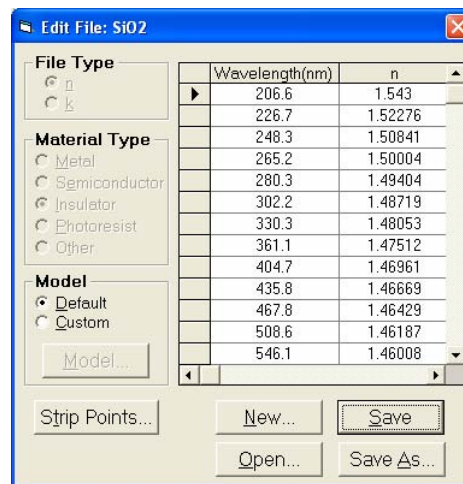 Edit File: SiO2
File Type
n
k
Material Type
Metal
Semiconductor
Insulator
Photoresist
Other
Model
Default
Custom
Model...
Wavelength(nm) n
206.6 1.543
226.7 1.52276
248.3 1.50841
265.2 1.50004
280.3 1.49404
302.2 1.48719
330.3 1.48053
361.1 1.47512
404.7 1.46961
435.8 1.46669
467.8 1.46429
508.6 1.46187
546.1 1.46008
Strip Points...
New...
Save
Open...
Save As...